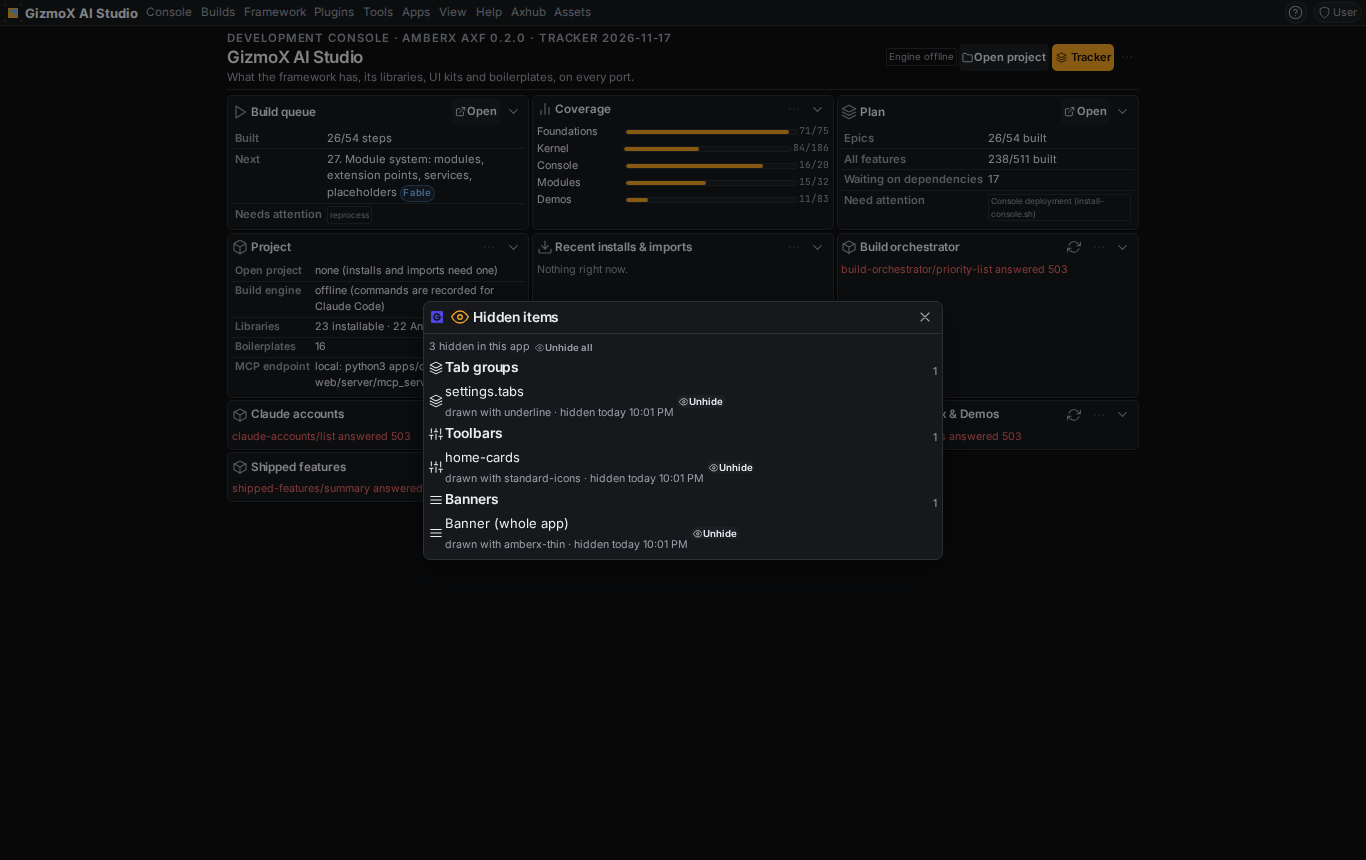 GizmoX AI Studio Console Builds Framework Plugins Tools Apps View Help Axhub Assets User
DEVELOPMENT CONSOLE · AMBERX AXF 0.2.0 · TRACKER 2026-11-17
GizmoX AI Studio
Engine offline Open project Tracker
What the framework has, its libraries, UI kits and boilerplates, on every port.
Build queue Open
Built 26/54 steps
Next 27. Module system: modules,
extension points, services,
placeholders Fable
Needs attention reprocess
Coverage
Foundations 71/75
Kernel 84/186
Console 16/20
Modules 15/32
Demos 11/83
Plan Open
Epics 26/54 built
All features 238/511 built
Waiting on dependencies 17
Need attention Console deployment (install-
console.sh)
Project
Open project none (installs and imports need one)
Build engine offline (commands are recorded for
Claude Code)
Libraries 23 installable · 22
Boilerplates 16
MCP endpoint local: python3
Recent installs & imports
Nothing right now.
Build orchestrator
build-orchestrator/priority-list answered 503
Claude accounts
claude-accounts/list answered 503
& Demos
answered 503
Shipped features
shipped-features/summary answered
Hidden items
3 hidden in this app Unhide all
Tab groups 1
settings.tabs
drawn with underline · hidden today 10:01 PM Unhide
Toolbars 1
home-cards
drawn with standard-icons · hidden today 10:01 PM Unhide
Banners 1
Banner (whole app)
drawn with amberx-thin · hidden today 10:01 PM Unhide